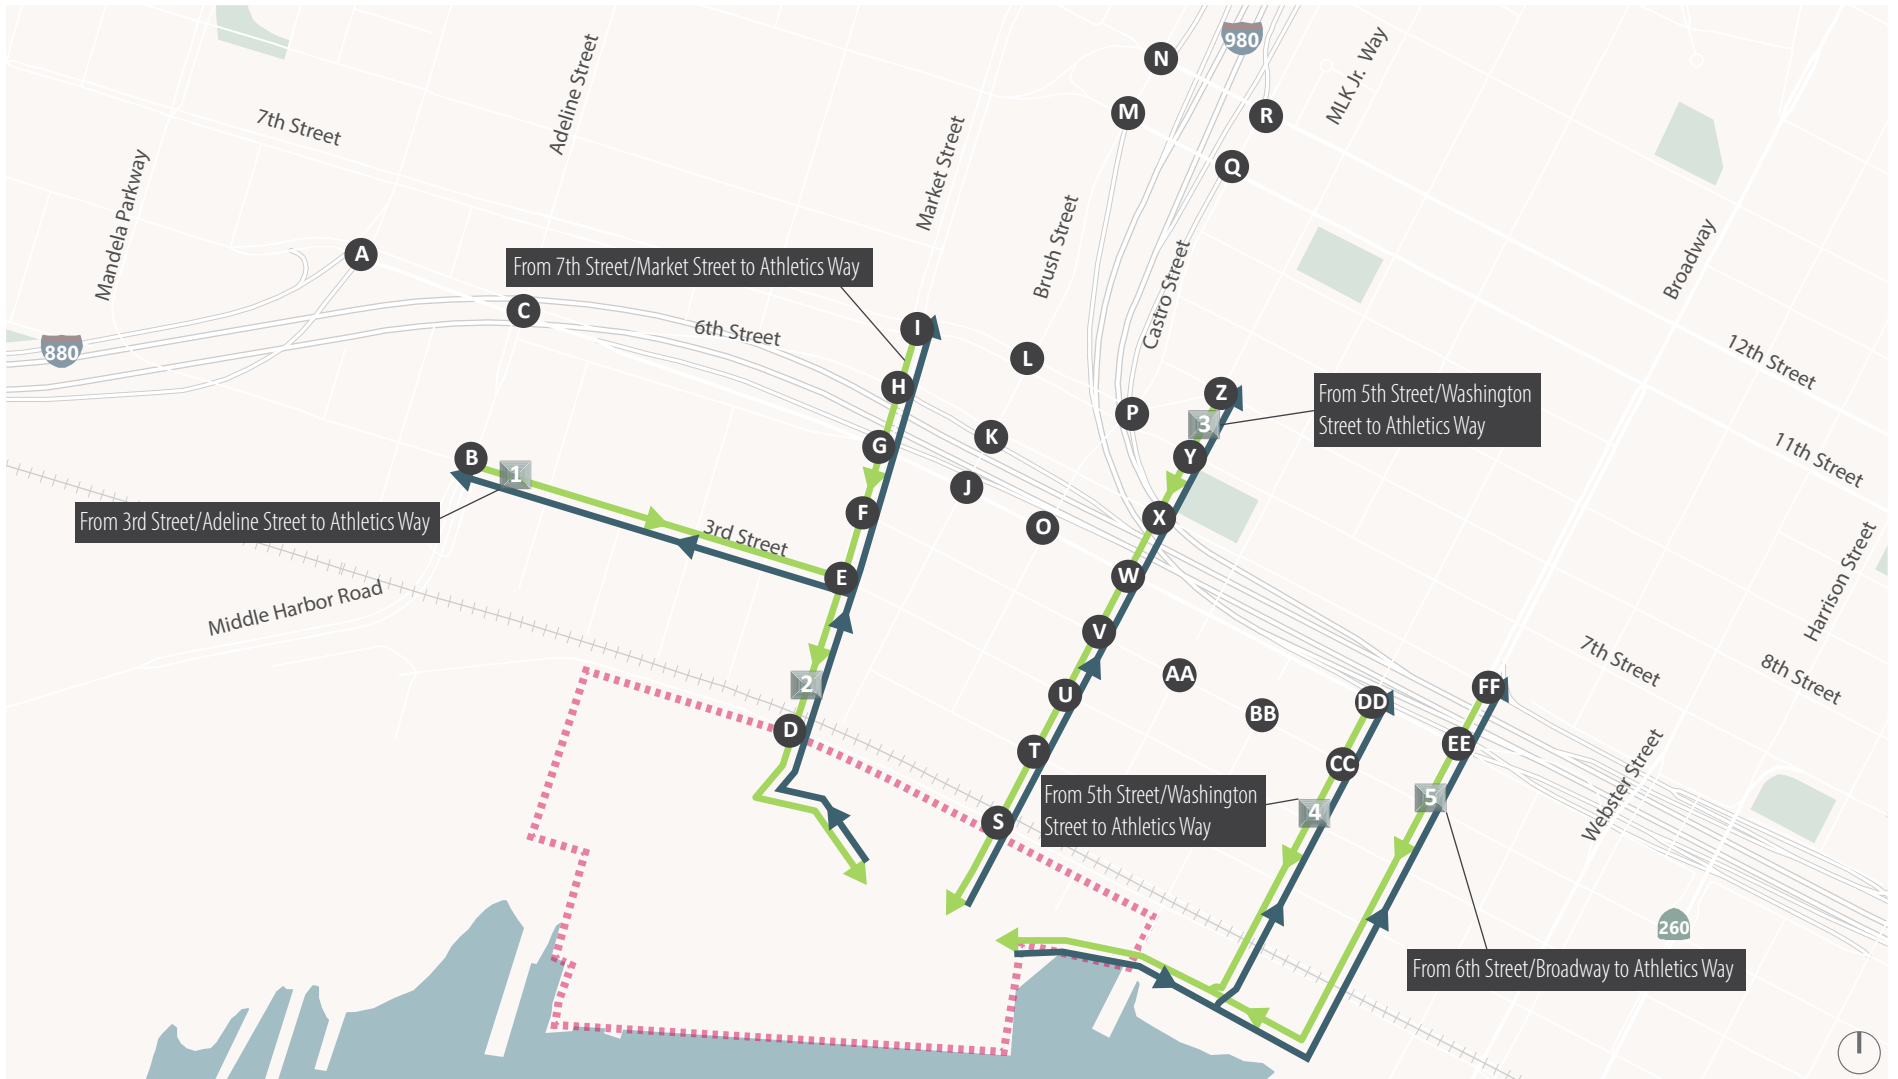 980
N
Adeline Street
MLK Jr. Way
M
R
7th Street
Market Street
Q
Mandela Parkway
Brush Street
Broadway
A
Castro Street
From 7th Street/Market Street to Athletics Way
C
I
6th Street
880
L
12th Street
H
Z
From 5th Street/Washington
Street to Athletics Way
P
3
K
G
B
Y
11th Street
1
J
From 3rd Street/Adeline Street to Athletics Way
F
X
O
3rd Street
Harrison Street
E
W
Middle Harbor Road
V
7th Street
AA
8th Street
2
U
FF
DD
BB
D
T
EE
CC
Webster Street
From 5th Street/Washington
Street to Athletics Way
5
4
S
260
From 6th Street/Broadway to Athletics Way